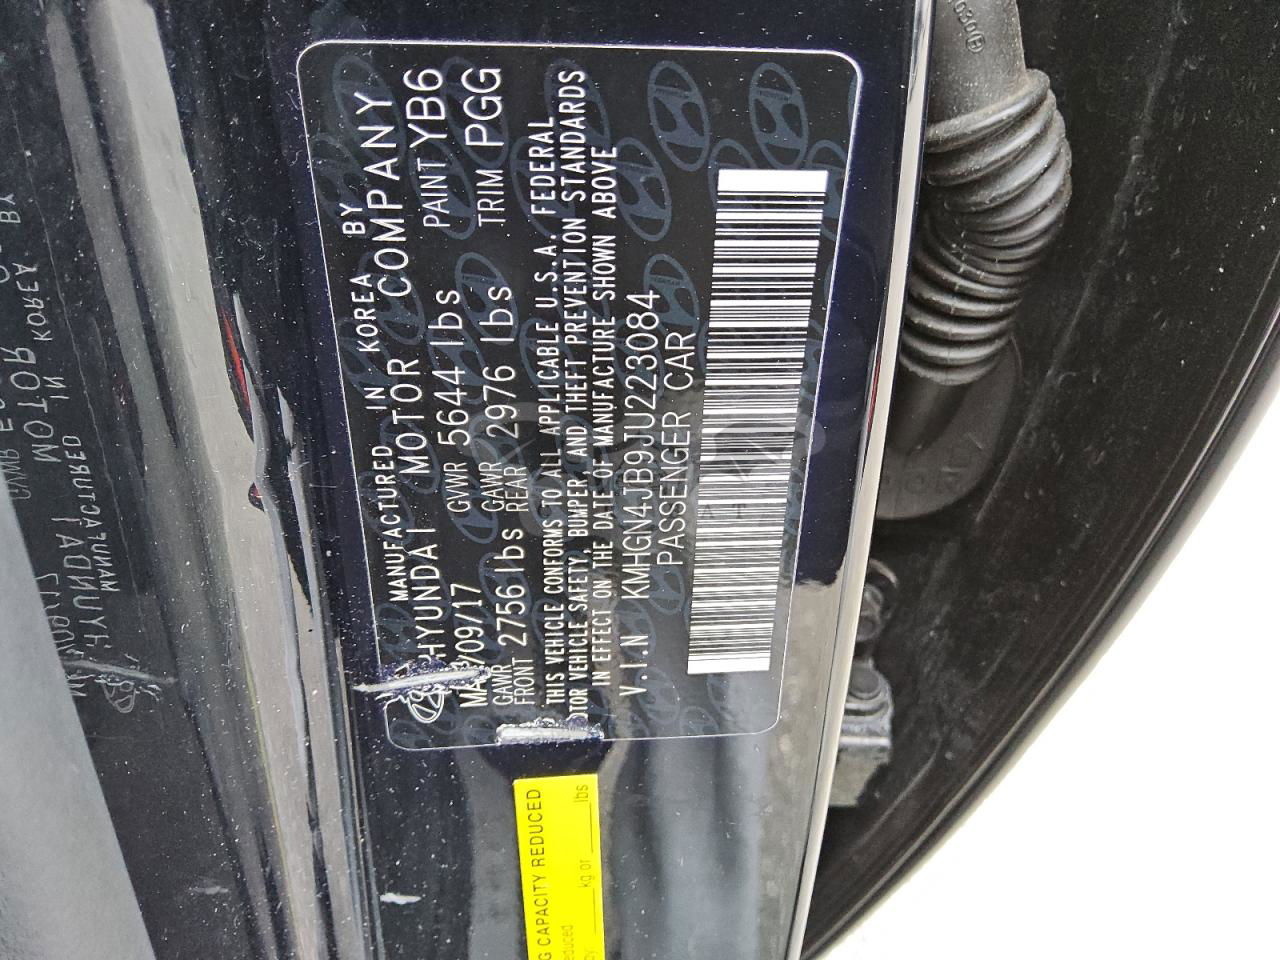 MANUFACTURED IN KOREA BY
HYUNDAI MOTOR COMPANY
09/17 GVWR 5644 lbs PAINT YB6
GAWR FRONT 2756 lbs GAWR REAR 2976 lbs TRIM PGG
THIS VEHICLE CONFORMS TO ALL APPLICABLE U.S.A. FEDERAL
VEHICLE SAFETY, BUMPER, AND THEFT PREVENTION STANDARDS
IN EFFECT ON THE DATE OF MANUFACTURE SHOWN ABOVE
V.I.N KMHGN4JB9JU223084
PASSENGER CAR
CAPACITY REDUCED
kg or lbs